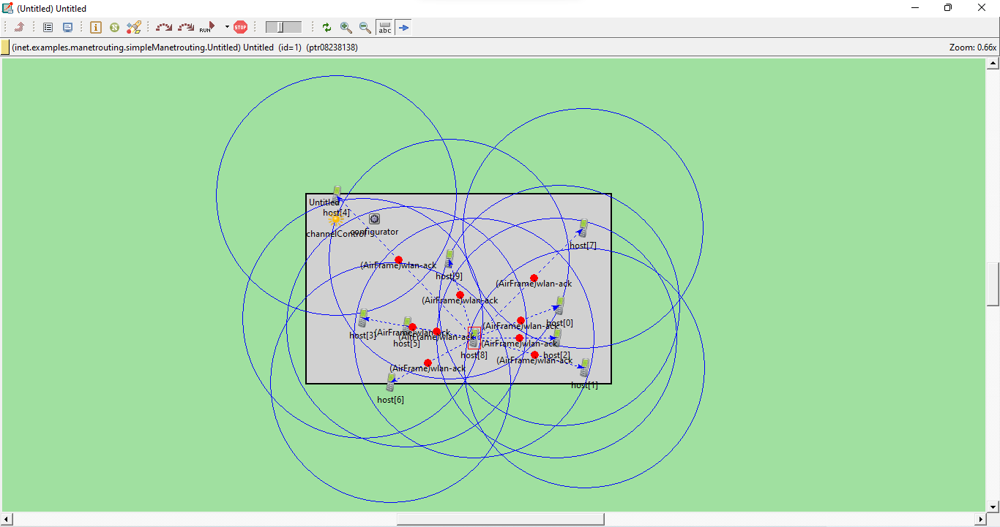 (Untitled) Untitled
RUN
STOP
abc
(inet.examples.manetrouting.simpleManetrouting.Untitled) Untitled (id=1) (ptr08238138)
Zoom: 0.66x
Untitled
host[4]
channelControl
configurator
host[7]
(AirFrame)wlan-ack
host[9]
(AirFrame)wlan-ack
(AirFrame)wlan-ack
host[0]
(AirFrame)wlan-ack
host[3]
(AirFrame)wlan-ack
(AirFrame)wlan-ack
host[5]
(AirFrame)wlan-ack
host[8]
host[2]
(AirFrame)wlan-ack
(AirFrame)wlan-ack
host[1]
host[6]